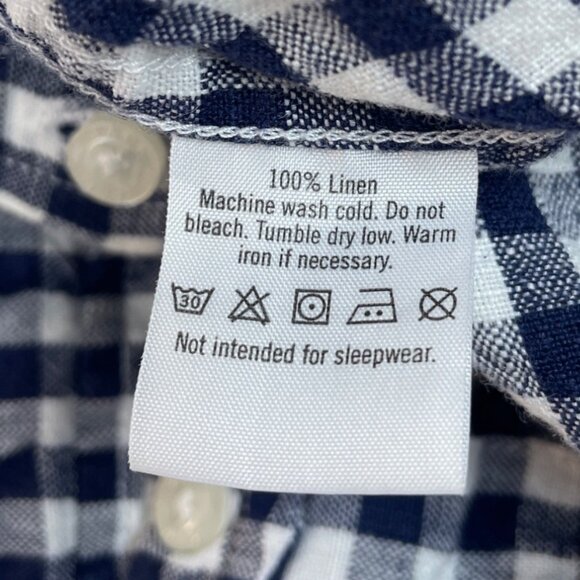 100% Linen
Machine wash cold. Do not
bleach. Tumble dry low. Warm
iron if necessary.
30
Not intended for sleepwear.